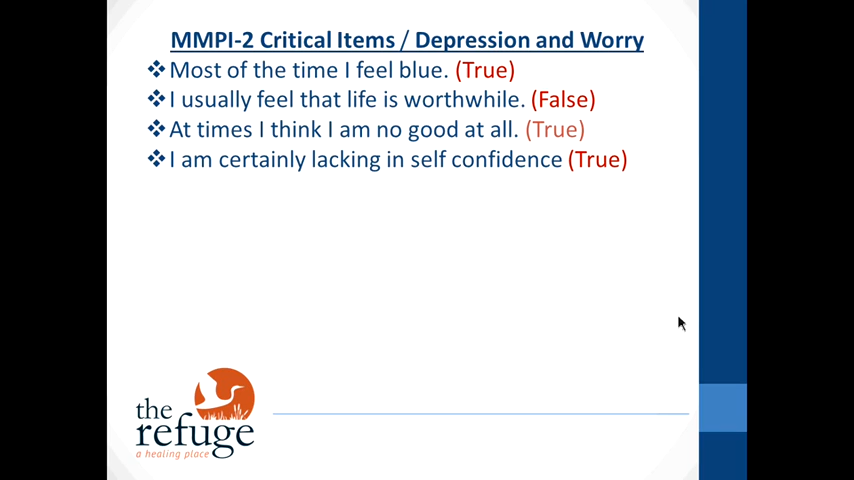 MMPI-2 Critical Items / Depression and Worry
❖Most of the time I feel blue. (True)
❖I usually feel that life is worthwhile. (False)
❖At times I think I am no good at all. (True)
❖I am certainly lacking in self confidence (True)
the
refuge
a healing place